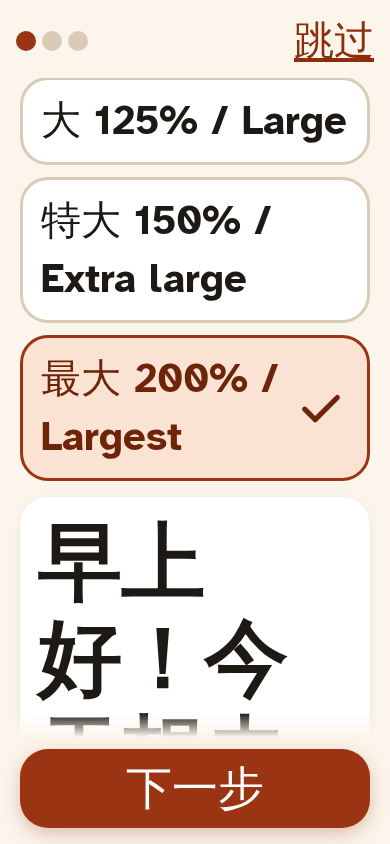 跳过
大 125% / Large
特大 150% /
Extra large
最大 200% /
Largest
早上
好！今
下一步